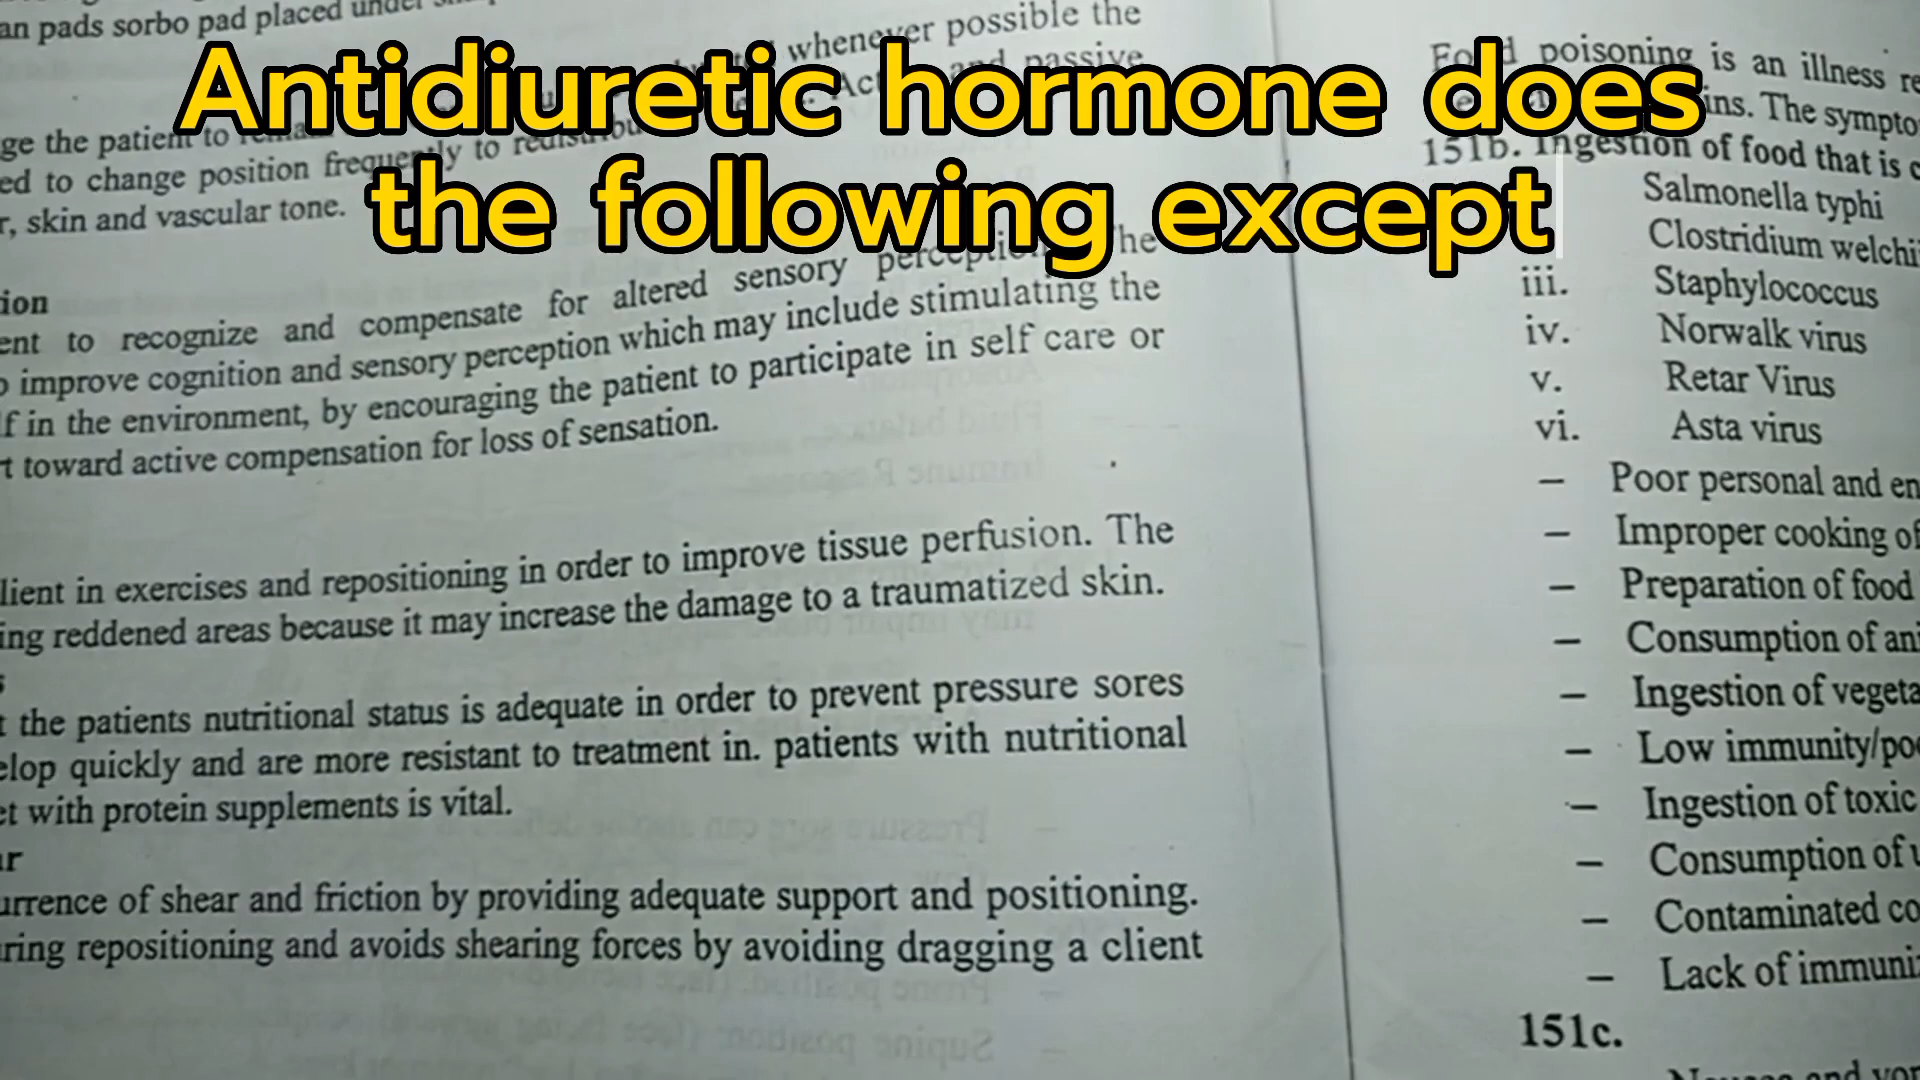 Antidiuretic hormone does
the following except
an pads sorbo pad placed under
whenever possible the
and passive
ge the patient to
ed to change position frequently to
r, skin and vascular tone.
ion
ent to recognize and compensate for altered sensory The
o improve cognition and sensory perception which may include stimulating the
f in the environment, by encouraging the patient to participate in self care or
t toward active compensation for loss of sensation.
lient in exercises and repositioning in order to improve tissue perfusion. The
ing reddened areas because it may increase the damage to a traumatized skin.
s
t the patients nutritional status is adequate in order to prevent pressure sores
elop quickly and are more resistant to treatment in. patients with nutritional
et with protein supplements is vital.
ar
urrence of shear and friction by providing adequate support and positioning.
ring repositioning and avoids shearing forces by avoiding dragging a client
poisoning is an illness re
ins. The sympto
151b. Ingestion of food that is c
Salmonella typhi
Clostridium welchi
iii. Staphylococcus
iv. Norwalk virus
v. Retar Virus
vi. Asta virus
– Poor personal and en
– Improper cooking of
– Preparation of food
– Consumption of ani
– Ingestion of vegeta
– Low immunity/poo
– Ingestion of toxic
– Consumption of u
– Contaminated co
– Lack of immuni
151c.